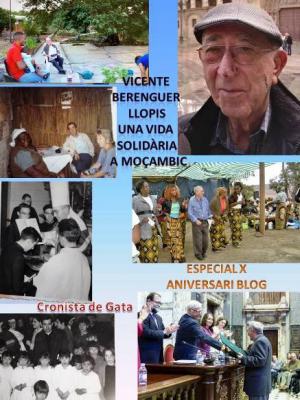 VICENTE
BERENGUER
LLOPIS
UNA VIDA
SOLIDÀRIA
A MOÇAMBIC
ESPECIAL X
ANIVERSARI BLOG
Cronista de Gata